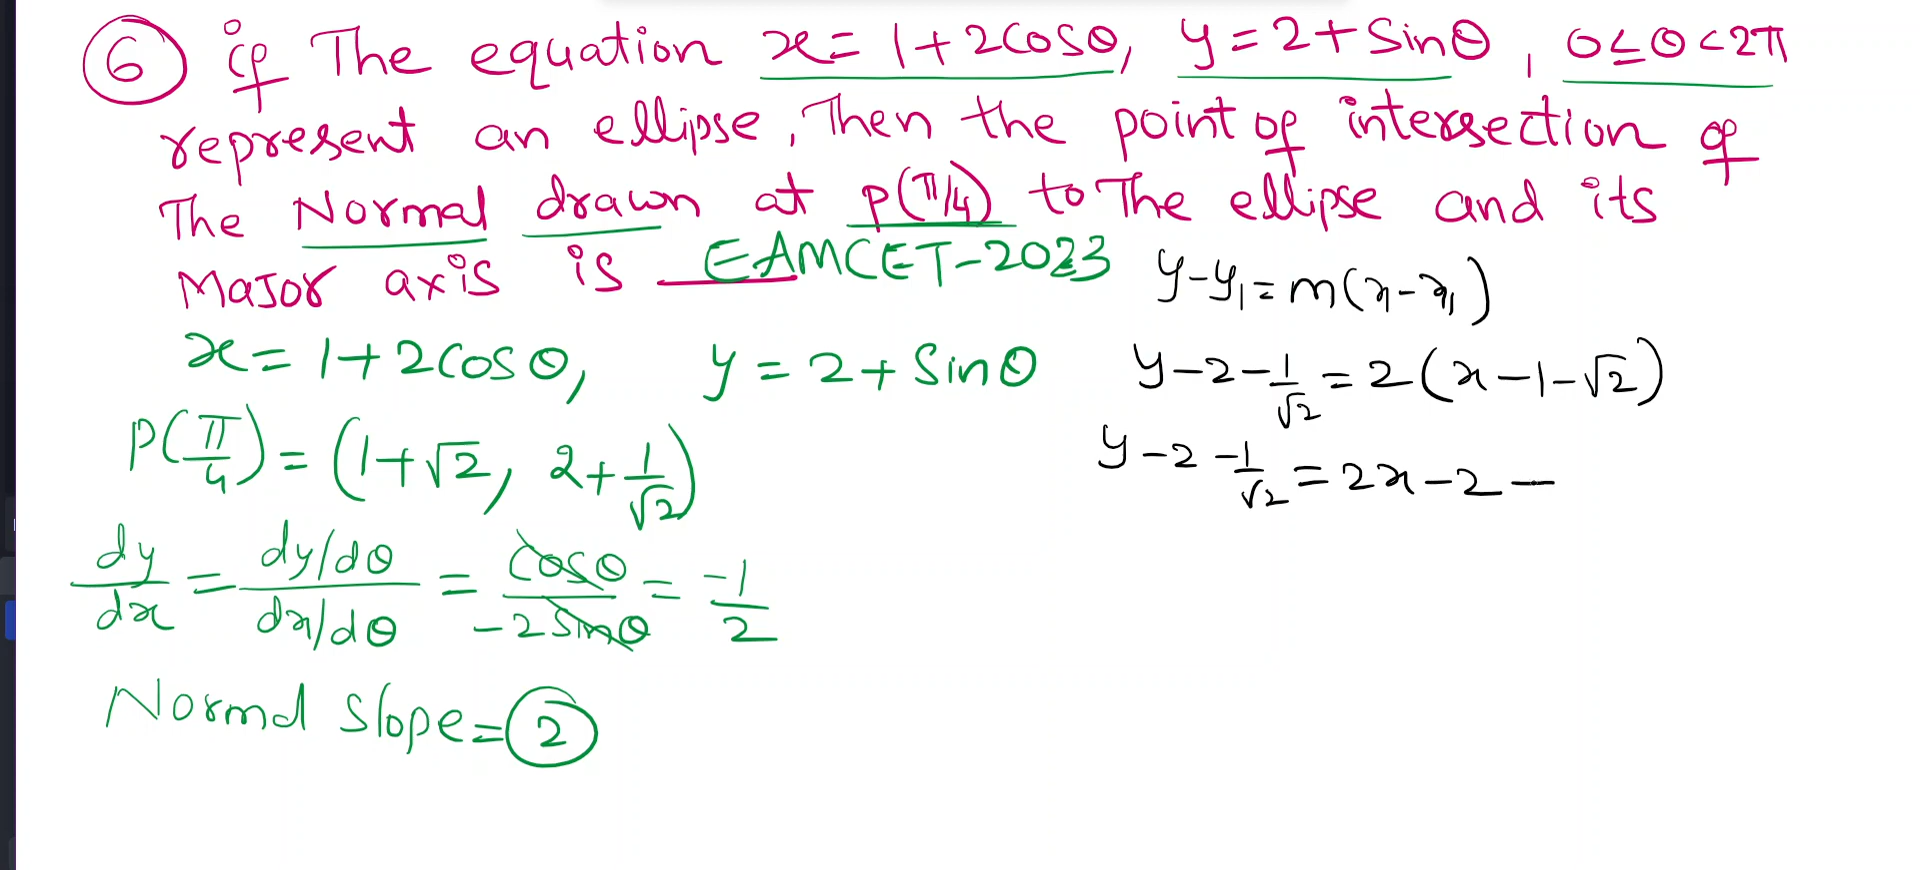 6 if The equation x = 1+2cosθ, y = 2+Sinθ, 0≤θ<2π
represent an ellipse, Then the point of intersection of
The Normal drawn at p(π/4) to The ellipse and its
Major axis is ____ EAMCET-2023
x = 1+2cosθ, y = 2+Sinθ
P(π/4) = (1+√2, 2+1/√2)
dy/dx = (dy/dθ)/(dx/dθ) = cosθ/-2Sinθ = -1/2
Normal slope = 2
y-y₁ = m(x-x₁)
y-2-1/√2 = 2(x-1-√2)
y-2-1/√2 = 2x-2-